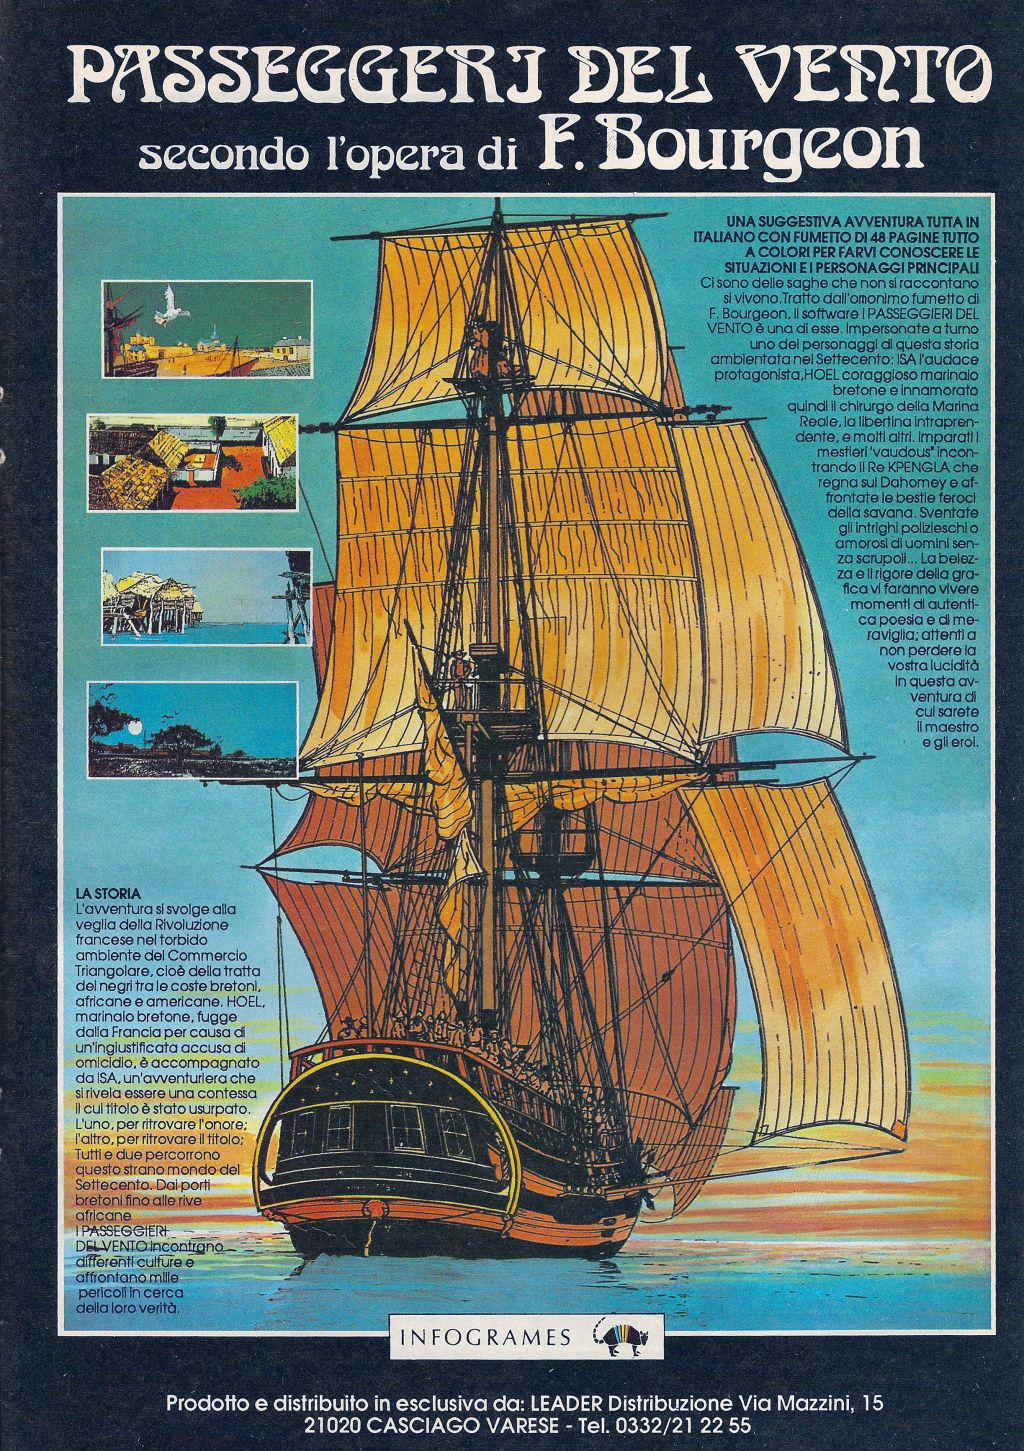 PASSEGGERI DEL VENTO
secondo l'opera di F. Bourgeon
UNA SUGGESTIVA AVVENTURA TUTTA IN
ITALIANO CON FUMETTO DI 48 PAGINE TUTTO
A COLORI PER FARVI CONOSCERE LE
SITUAZIONI E I PERSONAGGI PRINCIPALI
Ci sono delle saghe che non si raccontano
si vivono.Tratto dall'omonimo fumetto di
F. Bourgeon, il software I PASSEGGIERI DEL
VENTO è una di esse. Impersonate a turno
uno dei personaggi di questa storia
ambientata nel Settecento: ISA l'audace
protagonista,HOEL coraggioso marinaio
bretone e innamorato
quindi il chirurgo della Marina
Reale, la libertina intrapren-
dente, e molti altri. Imparati i
mestieri "vaudous" incon-
trando il Re KPENGLA che
regna sul Dahomey e af-
frontate le bestie feroci
della savana. Sventate
gli intrighi polizieschi o
amorosi di uomini sen-
za scrupoli... La belez-
za e il rigore della gra-
fica vi faranno vivere
momenti di autenti-
ca poesia e di me-
raviglia; attenti a
non perdere la
vostra lucidità
in questa av-
ventura di
cui sarete
il maestro
e gli eroi.
LA STORIA
L'avventura si svolge alla
veglia della Rivoluzione
francese nel torbido
ambiente del Commercio
Triangolare, cioè della tratta
dei negri tra le coste bretoni,
africane e americane. HOEL,
marinaio bretone, fugge
dalla Francia per causa di
un'ingiustificata accusa di
omicidio, è accompagnato
da ISA, un'avventuriera che
si rivela essere una contessa
il cui titolo è stato usurpato.
L'uno, per ritrovare l'onore;
l'altro, per ritrovare il titolo;
Tutti e due percorrono
questo strano mondo del
Settecento. Dai porti
bretoni fino alle rive
africane
I PASSEGGIERI
DEL VENTO incontrano
differenti culture e
affrontano mille
pericoli in cerca
della loro verità.
INFOGRAMES
Prodotto e distribuito in esclusiva da: LEADER Distribuzione Via Mazzini, 15
21020 CASCIAGO VARESE - Tel. 0332/21 22 55